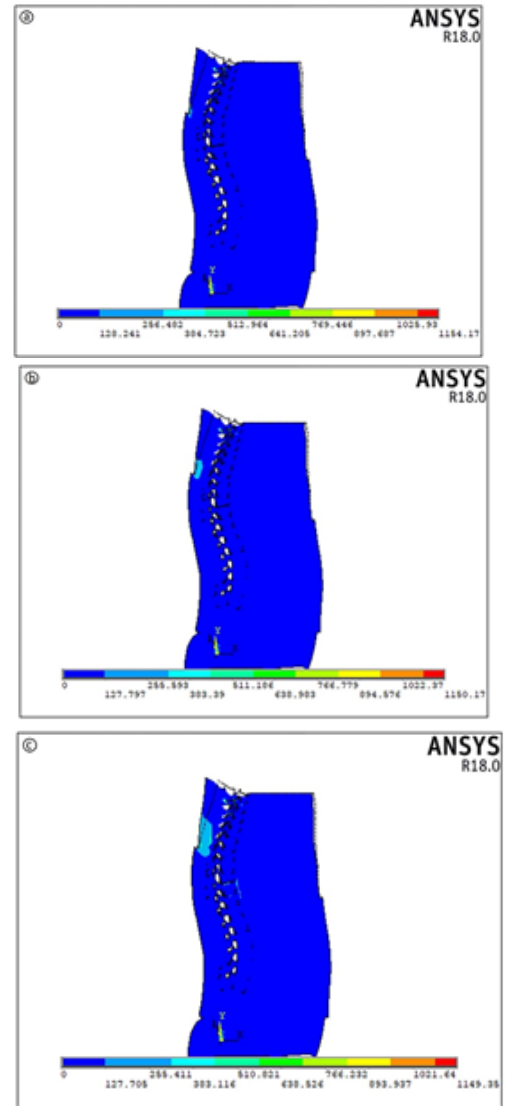 ⓐ
ANSYS
R18.0
0 256.482 512.964 769.446 1025.93
128.241 384.723 641.205 897.687 1154.17
ⓑ
ANSYS
R18.0
0 255.593 511.186 766.779 1022.37
127.797 383.39 638.983 894.576 1150.17
ⓒ
ANSYS
R18.0
0 255.411 510.821 766.232 1021.64
127.705 383.116 638.526 893.937 1149.35